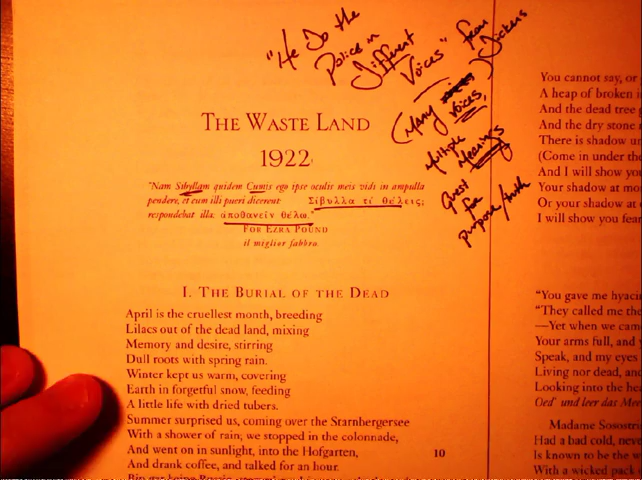 "He Do the
Police in
Different
Voices" from
Dickens
(Many
voices)
Multiple
Meanings
Quest
for
purpose/truth
THE WASTE LAND
1922
"Nam Sibyllam quidem Cumis ego ipse oculis meis vidi in ampulla
pendere, et cum illi pueri dicerent: Σίβυλλα τί θέλεις;
respondebat illa: ἀποθανεῖν θέλω."
FOR EZRA POUND
il miglior fabbro.
I. THE BURIAL OF THE DEAD
April is the cruellest month, breeding
Lilacs out of the dead land, mixing
Memory and desire, stirring
Dull roots with spring rain.
Winter kept us warm, covering
Earth in forgetful snow, feeding
A little life with dried tubers.
Summer surprised us, coming over the Starnbergersee
With a shower of rain; we stopped in the colonnade,
And went on in sunlight, into the Hofgarten, 10
And drank coffee, and talked for an hour.
You cannot say, or
A heap of broken i
And the dead tree g
And the dry stone n
There is shadow un
(Come in under th
And I will show you
Your shadow at mo
Or your shadow at e
I will show you fear
"You gave me hyacin
"They called me the
—Yet when we cam
Your arms full, and y
Speak, and my eyes
Living nor dead, and
Looking into the hea
Oed' und leer das Mee
Madame Sosostri
Had a bad cold, neve
Is known to be the w
With a wicked pack